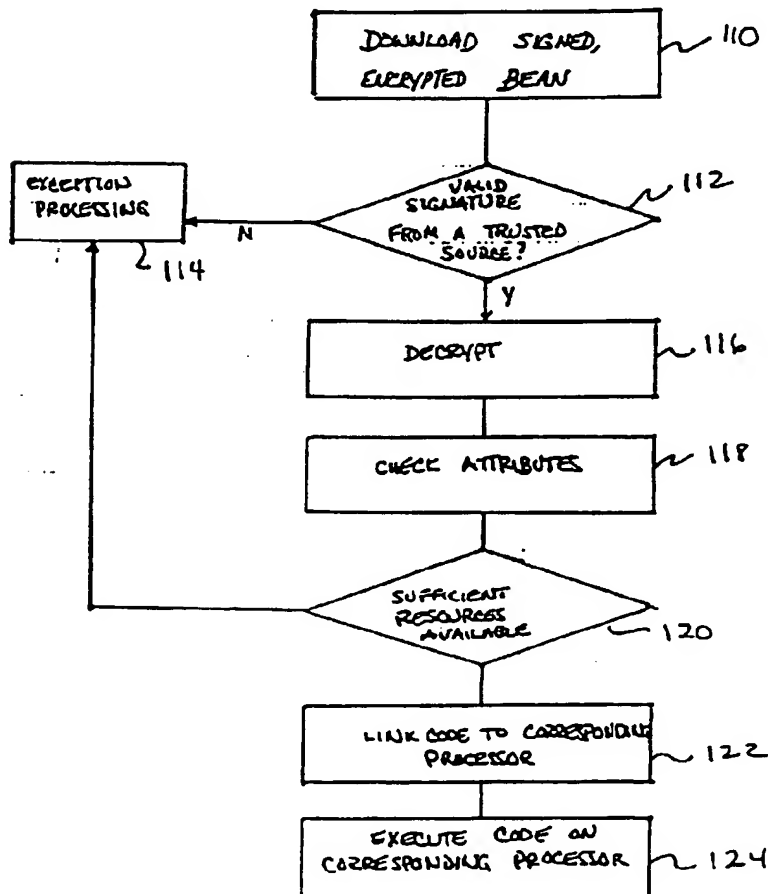 DOWNLOAD SIGNED,
ENCRYPTED BEAN
110
VALID
SIGNATURE
FROM A TRUSTED
SOURCE?
112
EXCEPTION
PROCESSING
114
N
Y
DECRYPT
116
CHECK ATTRIBUTES
118
SUFFICIENT
RESOURCES
AVAILABLE
120
LINK CODE TO CORRESPONDING
PROCESSOR
122
EXECUTE CODE ON
CORRESPONDING PROCESSOR
124